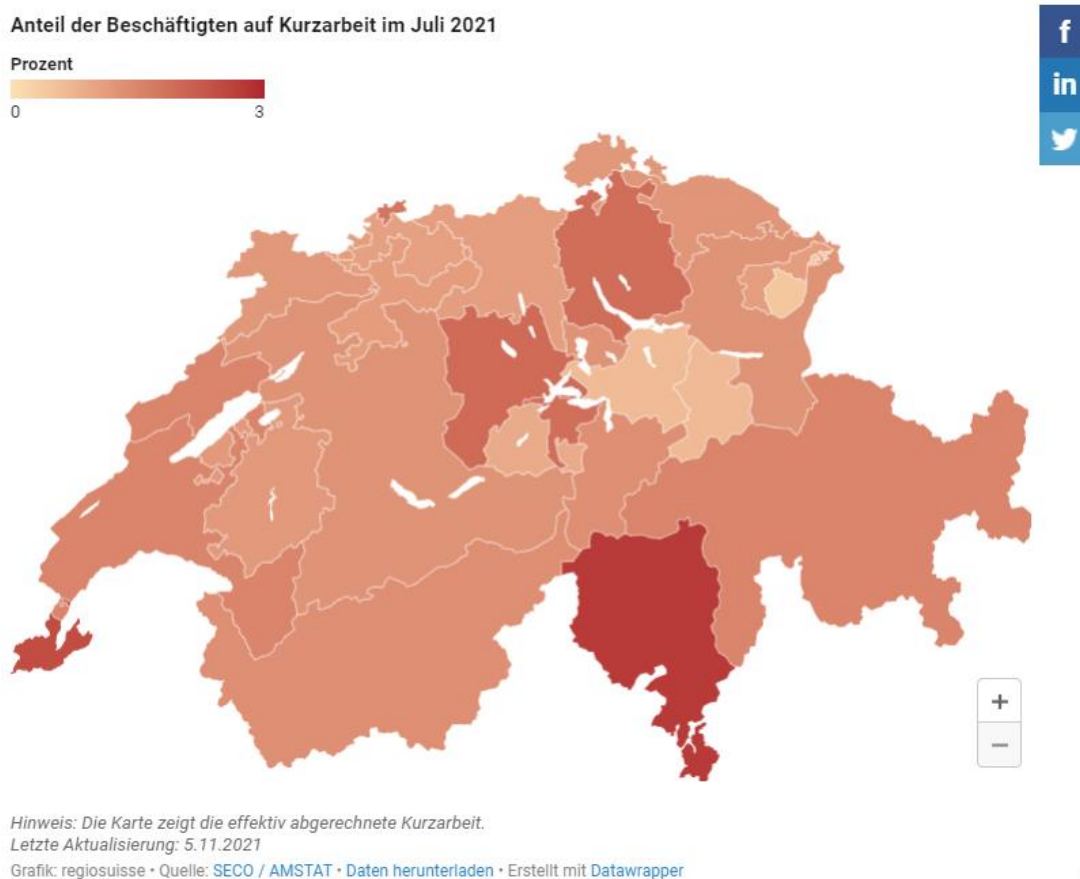 Anteil der Beschäftigten auf Kurzarbeit im Juli 2021
Prozent
0 3
f
in
+
−
Hinweis: Die Karte zeigt die effektiv abgerechnete Kurzarbeit.
Letzte Aktualisierung: 5.11.2021
Grafik: regiosuisse • Quelle: SECO / AMSTAT • Daten herunterladen • Erstellt mit Datawrapper